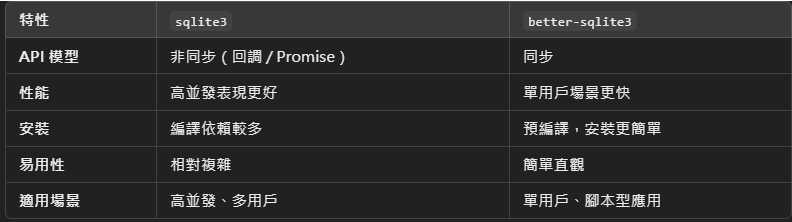 特性 sqlite3 better-sqlite3
API 模型 非同步（回調 / Promise） 同步
性能 高並發表現更好 單用戶場景更快
安裝 編譯依賴較多 預編譯，安裝更簡單
易用性 相對複雜 簡單直觀
適用場景 高並發、多用戶 單用戶、腳本型應用